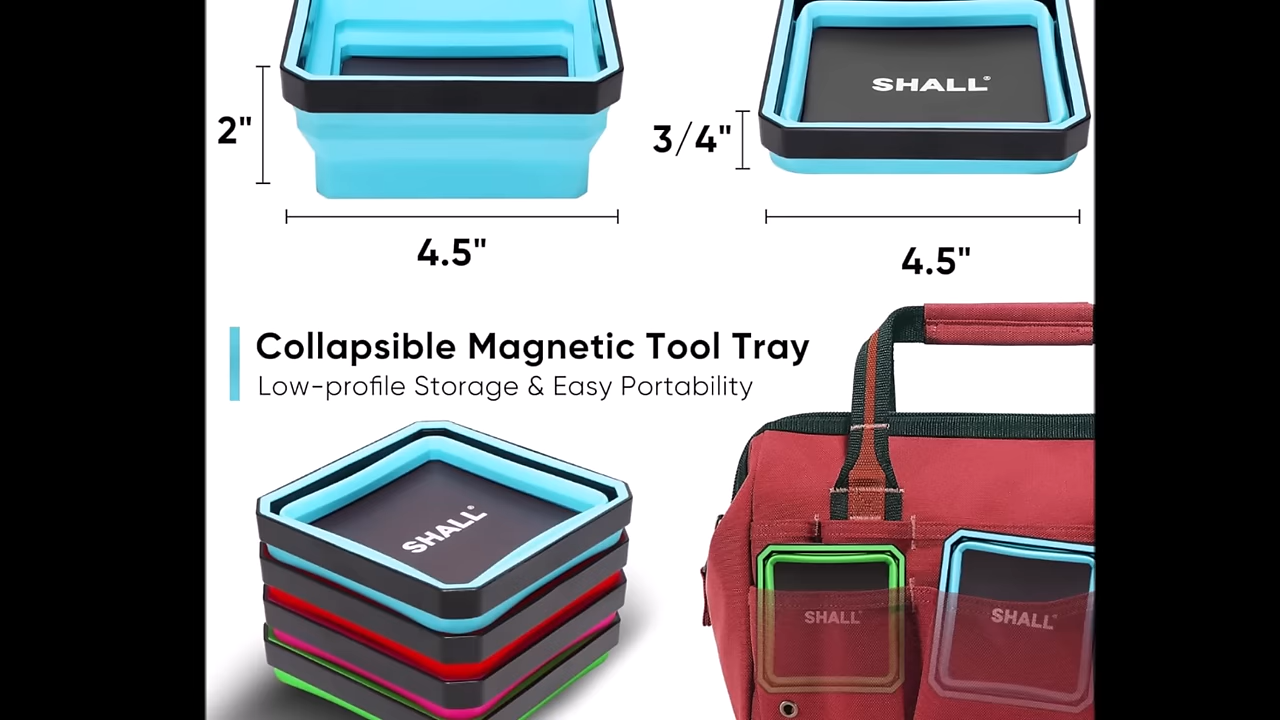 SHALL®
2"
3/4"
4.5"
4.5"
Collapsible Magnetic Tool Tray
Low-profile Storage & Easy Portability
SHALL®
SHALL®
SHALL®